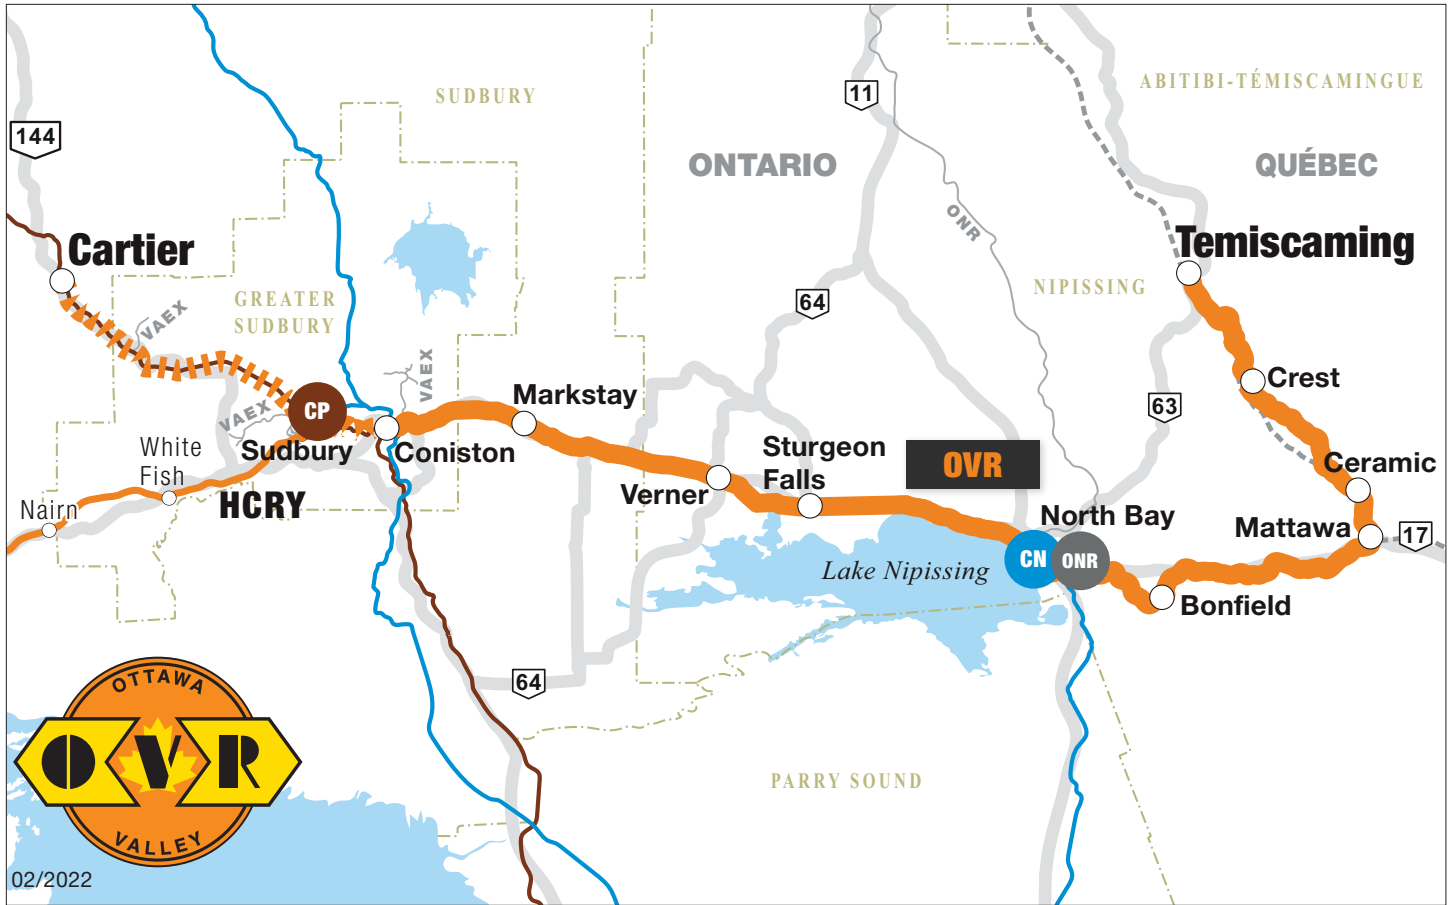 SUDBURY
ABITIBI-TÉMISCAMINGUE
11
144
ONTARIO
QUÉBEC
ONR
Cartier
Temiscaming
NIPISSING
GREATER
SUDBURY
VAEX
64
VAEX
Crest
Markstay
63
CP
VAEX
White
Fish
Sudbury
Coniston
Sturgeon
Falls
OVR
Ceramic
Verner
Nairn
HCRY
North Bay
Mattawa
17
CN
ONR
Lake Nipissing
Bonfield
64
OTTAWA
OVR
VALLEY
PARRY SOUND
02/2022